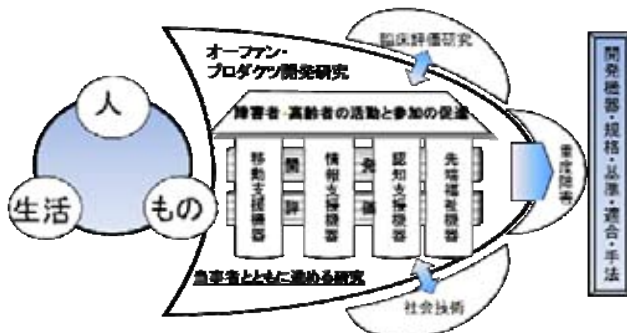 オーファン・
プロダクツ開発研究
臨床評価研究
人
生活
もの
障害者・高齢者の活動と参加の促進
移動支援機器
情報支援機器
認知支援機器
先端福祉機器
開発
評価
重度障害
当事者とともに進める研究
社会技術
開発機器・規格・基準・適合・手法